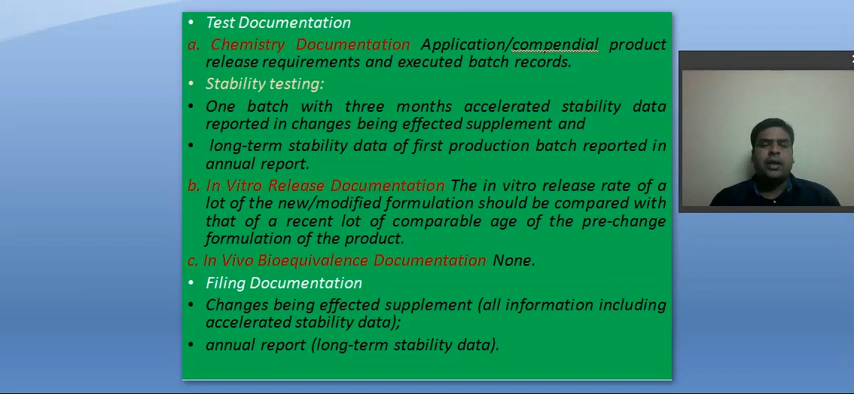 • Test Documentation
a. Chemistry Documentation Application/compendial product
release requirements and executed batch records.
• Stability testing:
• One batch with three months accelerated stability data
reported in changes being effected supplement and
• long-term stability data of first production batch reported in
annual report.
b. In Vitro Release Documentation The in vitro release rate of a
lot of the new/modified formulation should be compared with
that of a recent lot of comparable age of the pre-change
formulation of the product.
c. In Vivo Bioequivalence Documentation None.
• Filing Documentation
• Changes being effected supplement (all information including
accelerated stability data);
• annual report (long-term stability data).